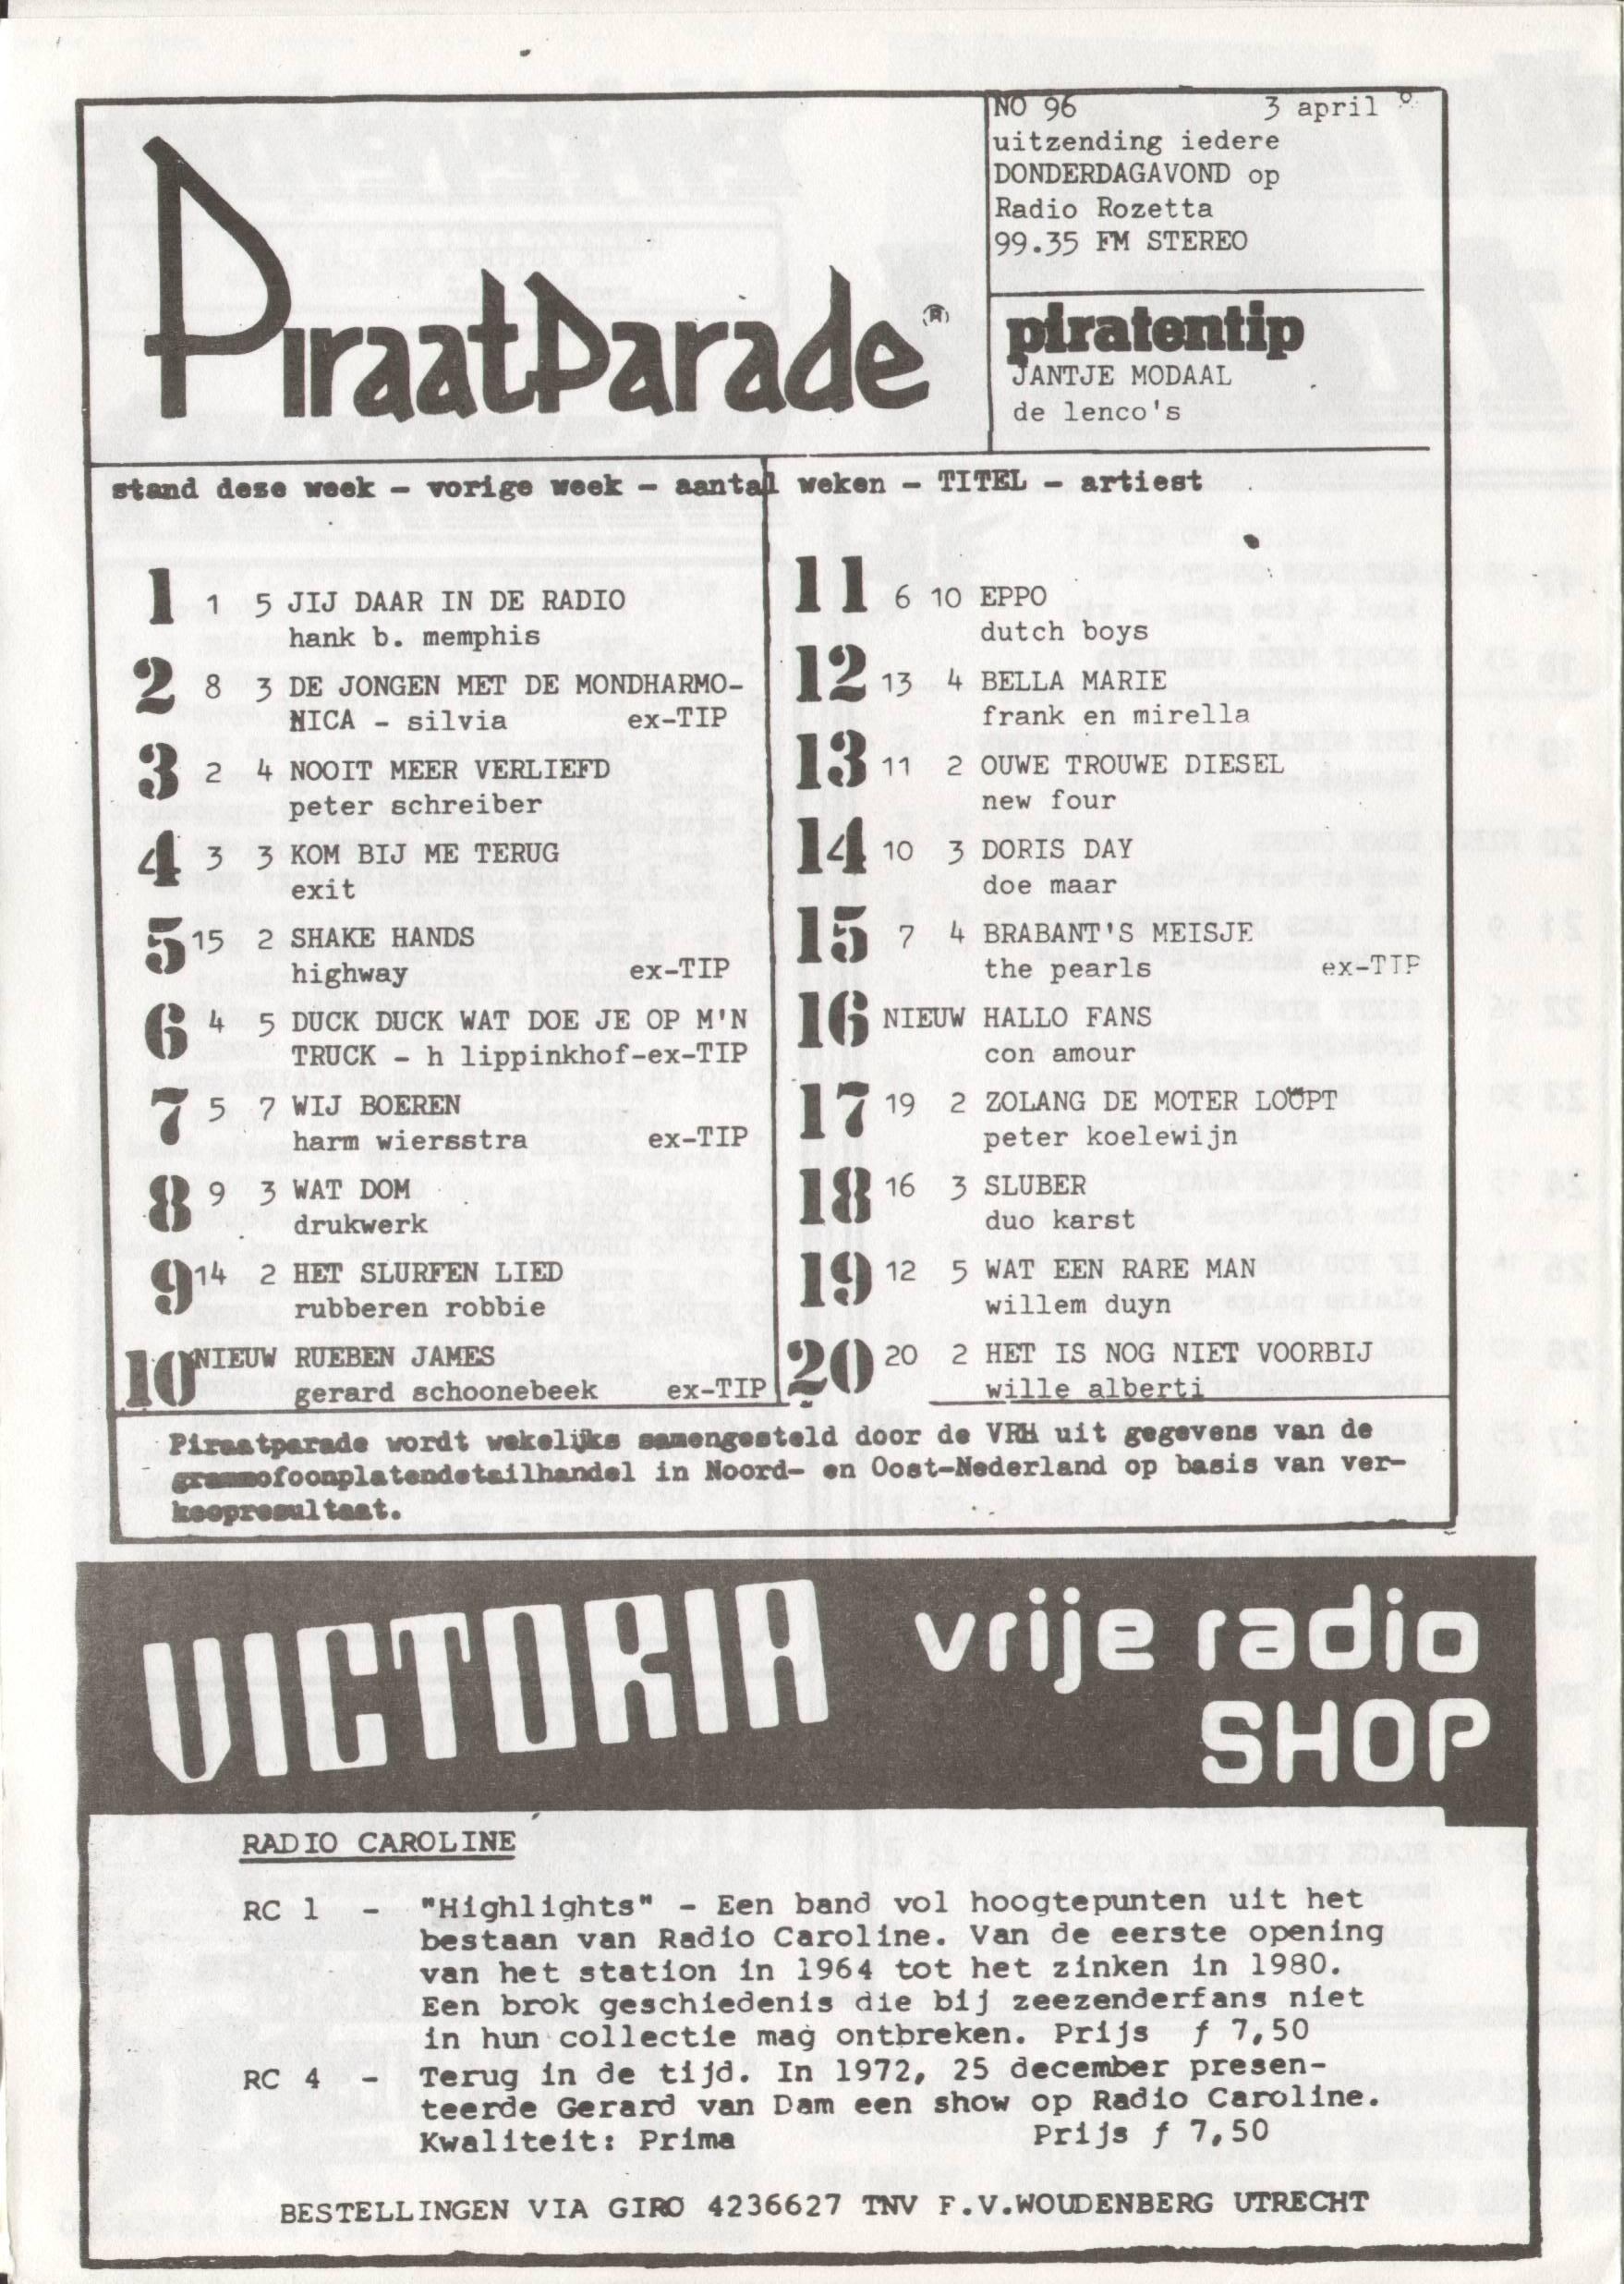 NO 96 3 april
uitzending iedere
DONDERDAGAVOND op
Radio Rozetta
99.35 FM STEREO
PiraatParade ®
piratentip
JANTJE MODAAL
de lenco's
stand deze week - vorige week - aantal weken - TITEL - artiest
1 1 5 JIJ DAAR IN DE RADIO
hank b. memphis
2 8 3 DE JONGEN MET DE MONDHARMO-
NICA - silvia ex-TIP
3 2 4 NOOIT MEER VERLIEFD
peter schreiber
4 3 3 KOM BIJ ME TERUG
exit
5 15 2 SHAKE HANDS
highway ex-TIP
6 4 5 DUCK DUCK WAT DOE JE OP M'N
TRUCK - h lippinkhof-ex-TIP
7 5 7 WIJ BOEREN
harm wiersstra ex-TIP
8 9 3 WAT DOM
drukwerk
9 14 2 HET SLURFEN LIED
rubberen robbie
10 NIEUW RUEBEN JAMES
gerard schoonebeek ex-TIP
11 6 10 EPPO
dutch boys
12 13 4 BELLA MARIE
frank en mirella
13 11 2 OUWE TROUWE DIESEL
new four
14 10 3 DORIS DAY
doe maar
15 7 4 BRABANT'S MEISJE
the pearls ex-TIP
16 NIEUW HALLO FANS
con amour
17 19 2 ZOLANG DE MOTER LOOPT
peter koelewijn
18 16 3 SLUBER
duo karst
19 12 5 WAT EEN RARE MAN
willem duyn
20 20 2 HET IS NOG NIET VOORBIJ
wille alberti
Piraatparade wordt wekelijks samengesteld door de VRH uit gegevens van de
grammofoonplatendetailhandel in Noord- en Oost-Nederland op basis van ver-
koopresultaat.
VICTORIA vrije radio
SHOP
RADIO CAROLINE
RC 1 - "Highlights" - Een band vol hoogtepunten uit het
bestaan van Radio Caroline. Van de eerste opening
van het station in 1964 tot het zinken in 1980.
Een brok geschiedenis die bij zeezenderfans niet
in hun collectie mag ontbreken. Prijs ƒ 7,50
RC 4 - Terug in de tijd. In 1972, 25 december presen-
teerde Gerard van Dam een show op Radio Caroline.
Kwaliteit: Prima Prijs ƒ 7,50
BESTELLINGEN VIA GIRO 4236627 TNV F.V.WOUDENBERG UTRECHT